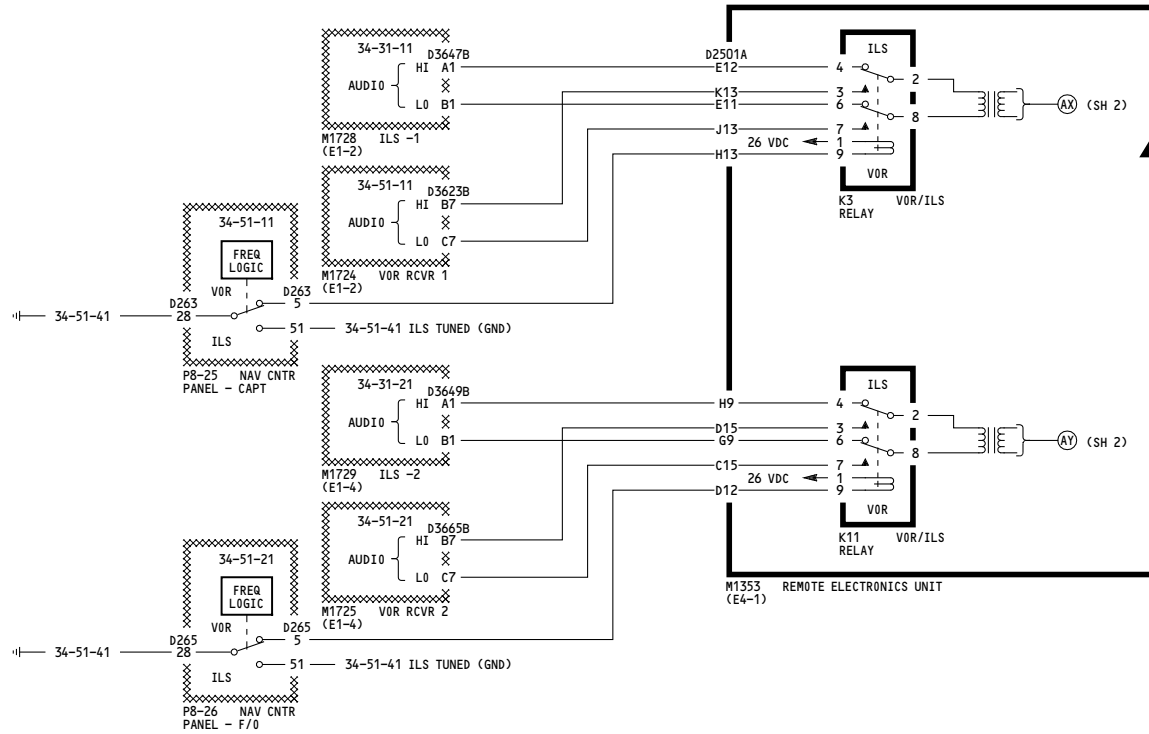 34-31-11
D3647B
HI A1
AUDIO
LO B1
M1728 ILS -1
(E1-2)
34-51-11
D3623B
HI B7
AUDIO
LO C7
M1724 VOR RCVR 1
(E1-2)
34-51-11
FREQ
LOGIC
VOR
D263
5
D263
28
34-51-41
51
34-51-41 ILS TUNED (GND)
ILS
P8-25 NAV CNTR
PANEL - CAPT
D2501A
E12
K13
E11
J13
26 VDC
H13
ILS
4
2
3
6
8
7
1
9
VOR
K3 VOR/ILS
RELAY
AX (SH 2)
34-31-21
D3649B
HI A1
AUDIO
LO B1
M1729 ILS -2
(E1-4)
34-51-21
D3665B
HI B7
AUDIO
LO C7
M1725 VOR RCVR 2
(E1-4)
34-51-21
FREQ
LOGIC
VOR
D265
5
D265
28
34-51-41
51
34-51-41 ILS TUNED (GND)
ILS
P8-26 NAV CNTR
PANEL - F/O
H9
D15
G9
C15
26 VDC
D12
ILS
4
2
3
6
8
7
1
9
VOR
K11 VOR/ILS
RELAY
AY (SH 2)
M1353 REMOTE ELECTRONICS UNIT
(E4-1)